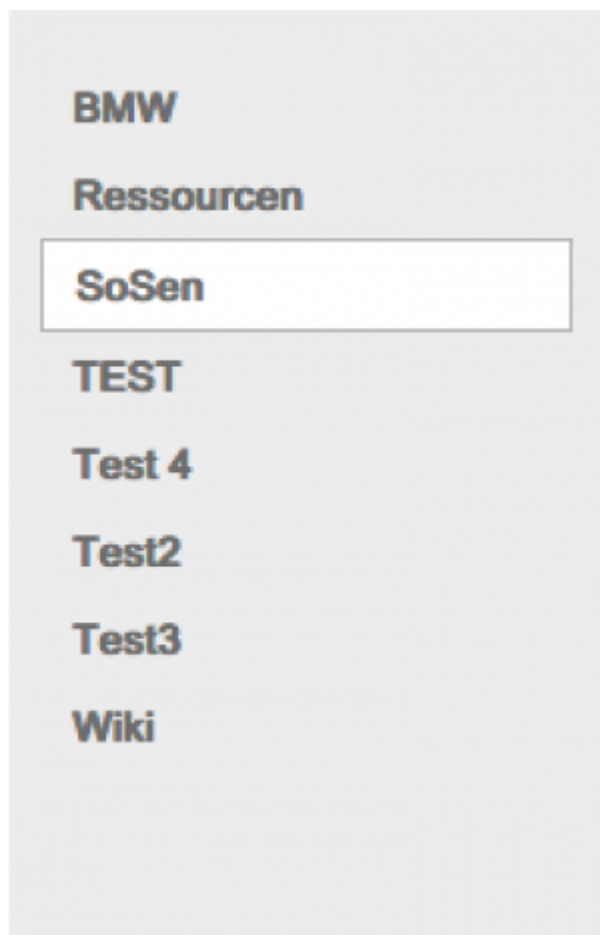 BMW
Ressourcen
SoSen
TEST
Test 4
Test2
Test3
Wiki